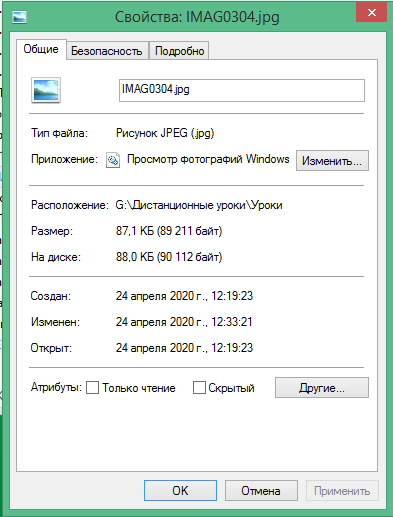 Свойства: IMAG0304.jpg
Общие Безопасность Подробно
IMAG0304.jpg
Тип файла: Рисунок JPEG (.jpg)
Приложение: Просмотр фотографий Windows Изменить...
Расположение: G:\Дистанционные уроки\Уроки
Размер: 87,1 КБ (89 211 байт)
На диске: 88,0 КБ (90 112 байт)
Создан: 24 апреля 2020 г., 12:19:23
Изменен: 24 апреля 2020 г., 12:33:21
Открыт: 24 апреля 2020 г., 12:19:23
Атрибуты: Только чтение Скрытый Другие...
OK Отмена Применить